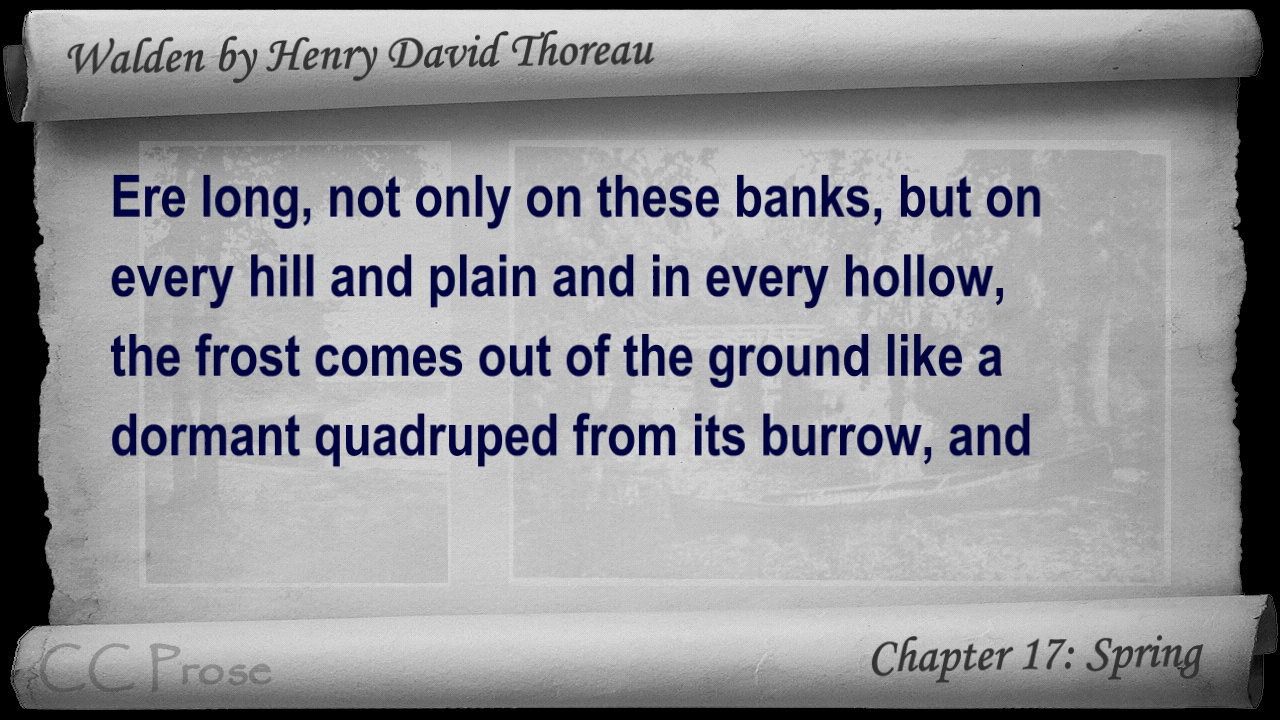 Walden by Henry David Thoreau
Ere long, not only on these banks, but on
every hill and plain and in every hollow,
the frost comes out of the ground like a
dormant quadruped from its burrow, and
CC Prose
Chapter 17: Spring